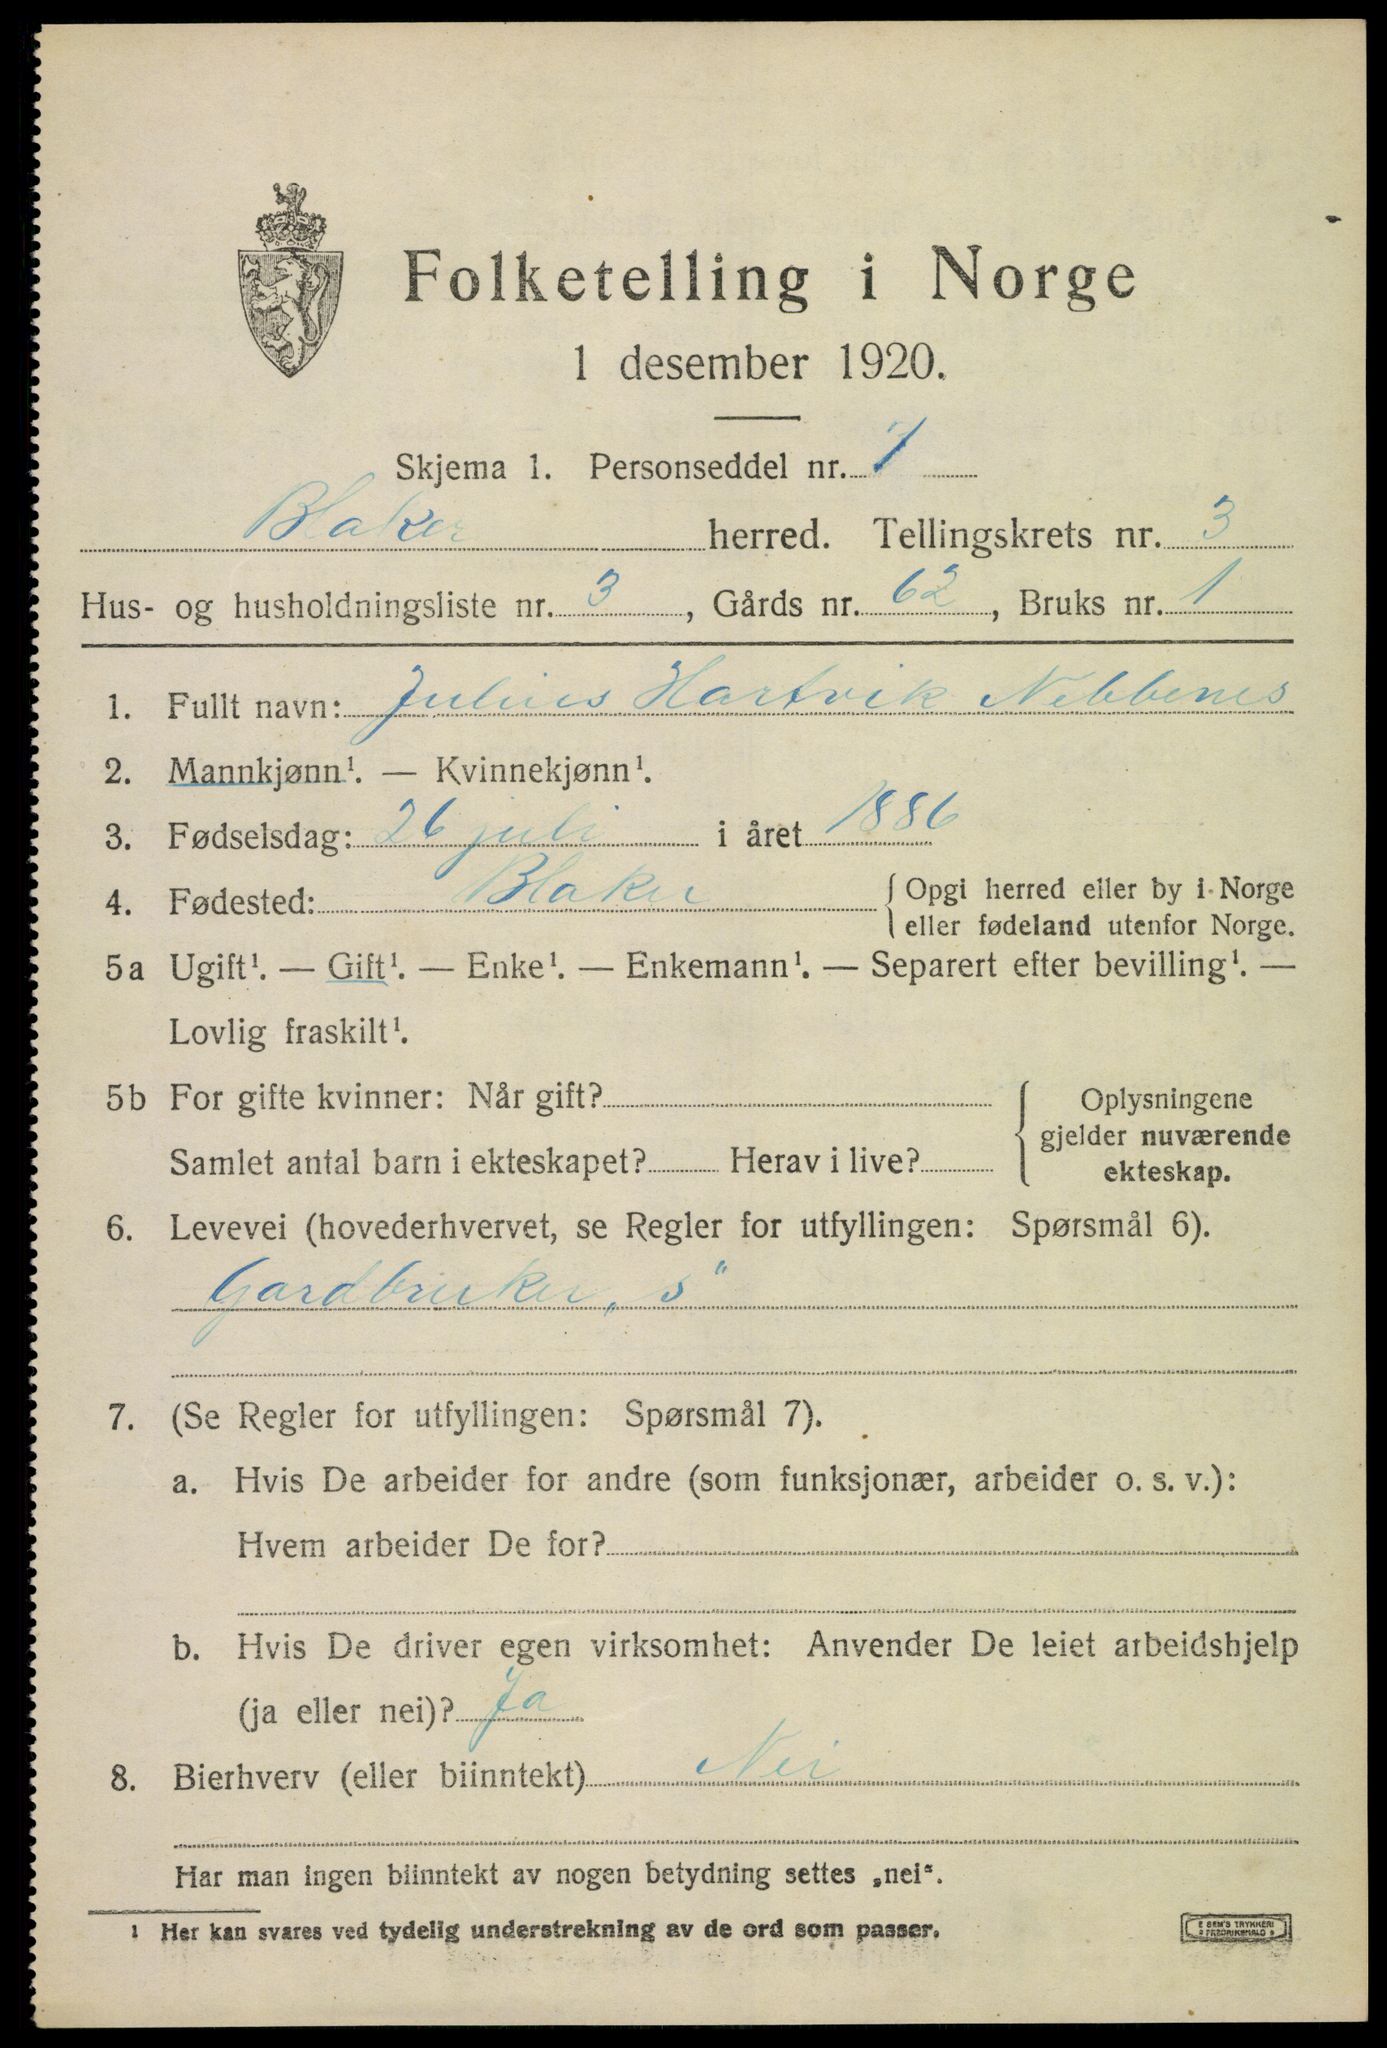 Folketelling i Norge
1 desember 1920.
Skjema 1. Personseddel nr. 1
Blaker herred. Tellingskrets nr. 3
Hus- og husholdningsliste nr. 3, Gårds nr. 62, Bruks nr. 1
1. Fullt navn: Julius Hartvik Nebbenes
2. Mannkjønn¹. — Kvinnekjønn¹.
3. Fødselsdag: 26 juli i året 1886
4. Fødested: Blaker { Opgi herred eller by i Norge
eller fødeland utenfor Norge.
5a Ugift¹. — Gift¹. — Enke¹. — Enkemann¹. — Separert efter bevilling¹. —
Lovlig fraskilt¹.
5b For gifte kvinner: Når gift? { Oplysningene
gjelder nuværende
Samlet antal barn i ekteskapet? Herav i live?
ekteskap.
6. Levevei (hovederhvervet, se Regler for utfyllingen: Spørsmål 6).
Gardbruker „s“
7. (Se Regler for utfyllingen: Spørsmål 7).
a. Hvis De arbeider for andre (som funksjonær, arbeider o. s. v.):
Hvem arbeider De for?
b. Hvis De driver egen virksomhet: Anvender De leiet arbeidshjelp
(ja eller nei)? Ja
8. Bierhverv (eller biinntekt) Nei
Har man ingen biinntekt av nogen betydning settes „nei“.
¹ Her kan svares ved tydelig understrekning av de ord som passer.
E SEM'S TRYKKERI
FREDRIKSHALD